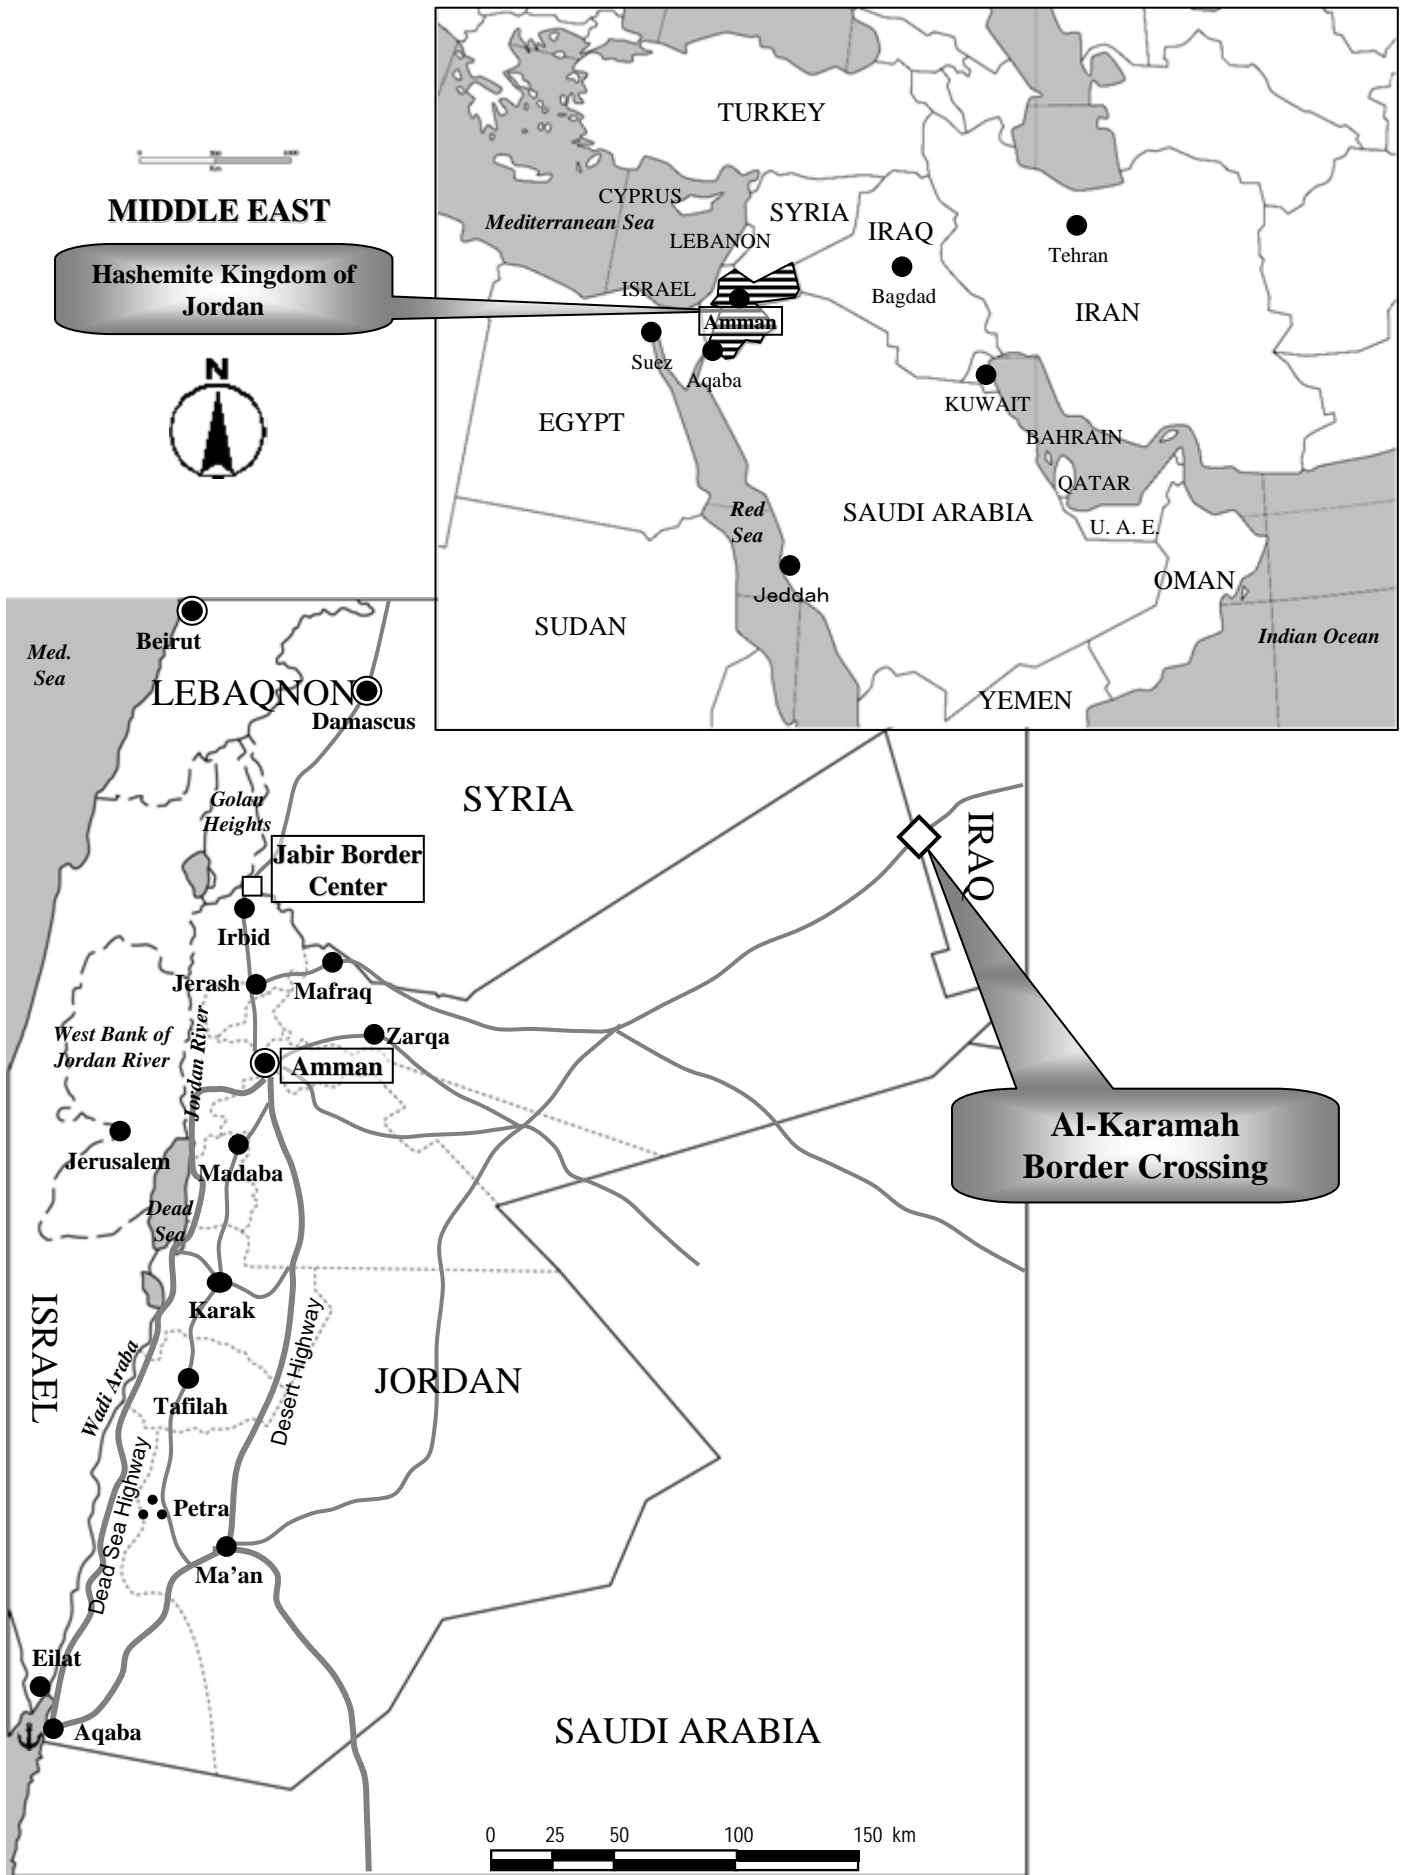 0 500 1000
Km
MIDDLE EAST
Hashemite Kingdom of
Jordan
N
TURKEY
CYPRUS
Mediterranean Sea
SYRIA
LEBANON
IRAQ
Bagdad
Tehran
ISRAEL
Amman
IRAN
Suez
Aqaba
KUWAIT
EGYPT
BAHRAIN
QATAR
Red
Sea
SAUDI ARABIA
U. A. E.
OMAN
Jeddah
SUDAN
Indian Ocean
YEMEN
Med.
Sea
Beirut
LEBAQNON
Damascus
Golan
Heights
SYRIA
IRAQ
Jabir Border
Center
Irbid
Jerash
Mafraq
West Bank of
Jordan River
Jordan River
Zarqa
Amman
Jerusalem
Madaba
Al-Karamah
Border Crossing
Dead
Sea
ISRAEL
Karak
Wadi Araba
Desert Highway
JORDAN
Tafilah
Dead Sea Highway
Petra
Ma’an
Eilat
Aqaba
SAUDI ARABIA
0 25 50 100 150 km